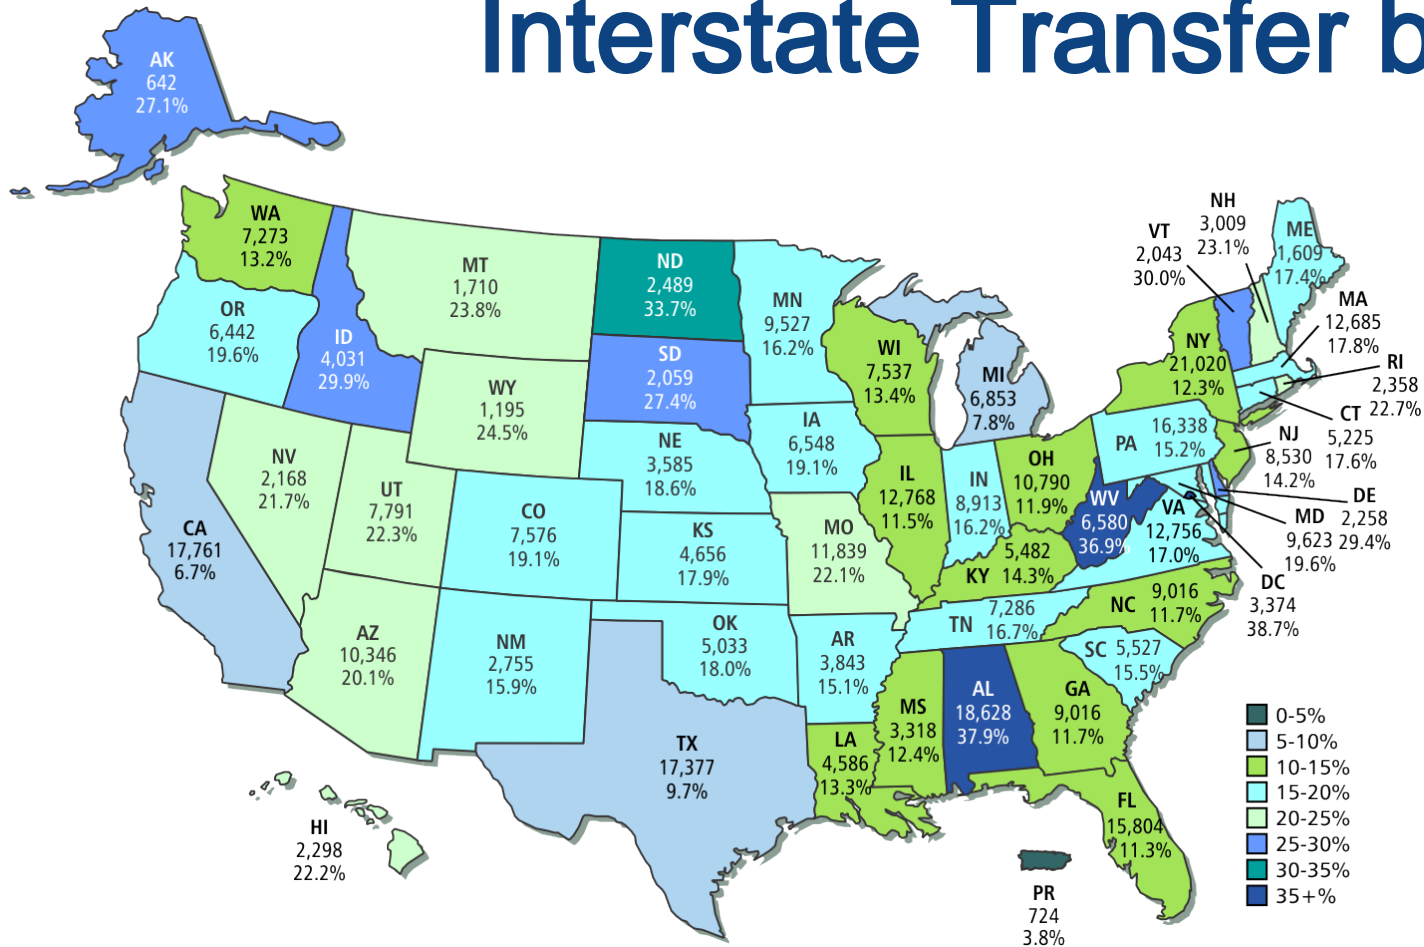 Interstate Transfer b
AK
642
27.1%
WA
7,273
13.2%
OR
6,442
19.6%
ID
4,031
29.9%
MT
1,710
23.8%
ND
2,489
33.7%
MN
9,527
16.2%
WI
7,537
13.4%
MI
6,853
7.8%
NY
21,020
12.3%
VT
2,043
30.0%
NH
3,009
23.1%
ME
1,609
17.4%
MA
12,685
17.8%
RI
2,358
22.7%
CT
5,225
17.6%
NJ
8,530
14.2%
DE
2,258
29.4%
MD
9,623
19.6%
DC
3,374
38.7%
SD
2,059
27.4%
WY
1,195
24.5%
NE
3,585
18.6%
IA
6,548
19.1%
IL
12,768
11.5%
IN
8,913
16.2%
OH
10,790
11.9%
PA
16,338
15.2%
WV
6,580
36.9%
VA
12,756
17.0%
KY
5,482
14.3%
CA
17,761
6.7%
NV
2,168
21.7%
UT
7,791
22.3%
CO
7,576
19.1%
KS
4,656
17.9%
MO
11,839
22.1%
TN
7,286
16.7%
NC
9,016
11.7%
SC
5,527
15.5%
AZ
10,346
20.1%
NM
2,755
15.9%
OK
5,033
18.0%
AR
3,843
15.1%
MS
3,318
12.4%
AL
18,628
37.9%
GA
9,016
11.7%
TX
17,377
9.7%
LA
4,586
13.3%
FL
15,804
11.3%
HI
2,298
22.2%
PR
724
3.8%
0-5%
5-10%
10-15%
15-20%
20-25%
25-30%
30-35%
35+%